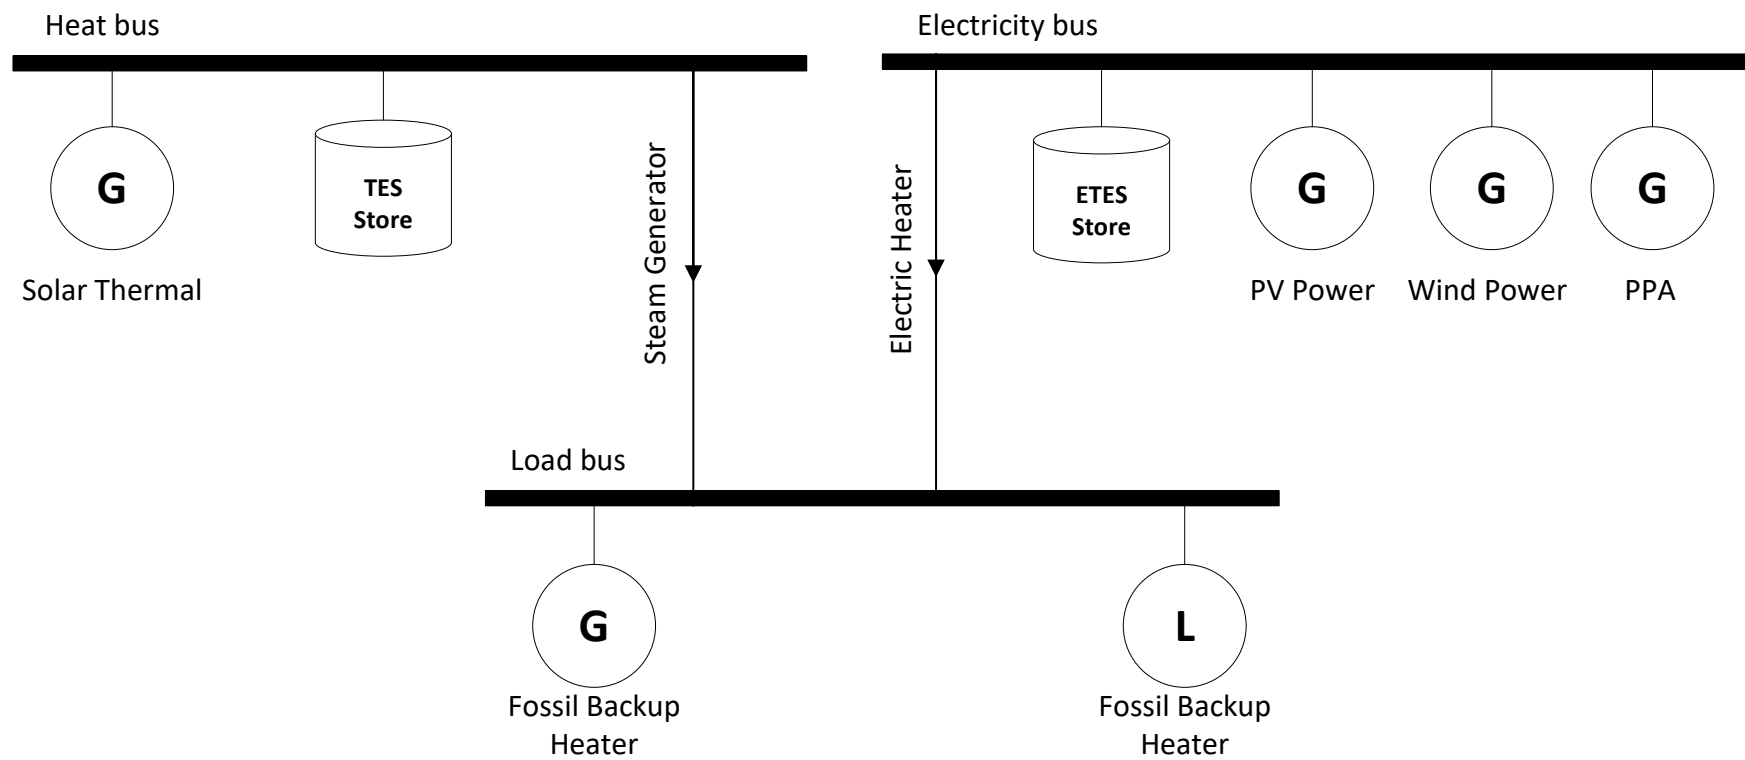 Heat bus
Electricity bus
G
TES
Store
Steam Generator
Electric Heater
ETES
Store
G
G
G
Solar Thermal
PV Power
Wind Power
PPA
Load bus
G
L
Fossil Backup
Heater
Fossil Backup
Heater